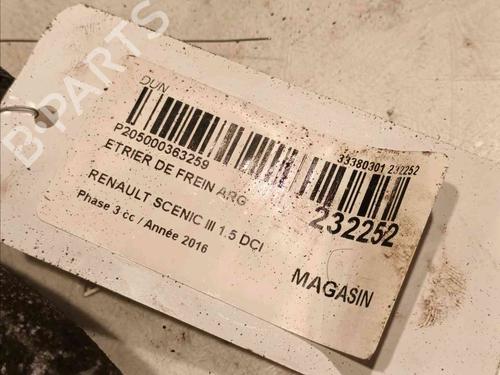 DUN
P205000363259
33380301 232252
ETRIER DE FREIN ARG
232252
RENAULT SCENIC III 1.5 DCI
Phase 3 cc / Année 2016
MAGASIN
B-PARTS